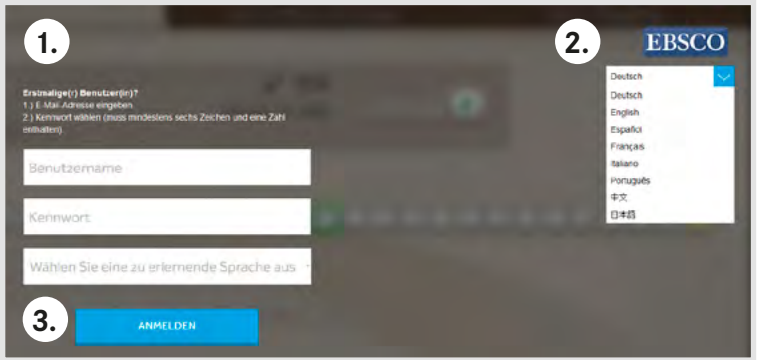 1.
Erstmalige(r) Benutzer(in)?
1.) E-Mail-Adresse eingeben.
2.) Kennwort wählen (muss mindestens sechs Zeichen und eine Zahl
enthalten).
Benutzername
Kennwort
Wählen Sie eine zu erlernende Sprache aus
3.
ANMELDEN
2.
EBSCO
Deutsch
Deutsch
English
Español
Français
Italiano
Português
中文
日本語